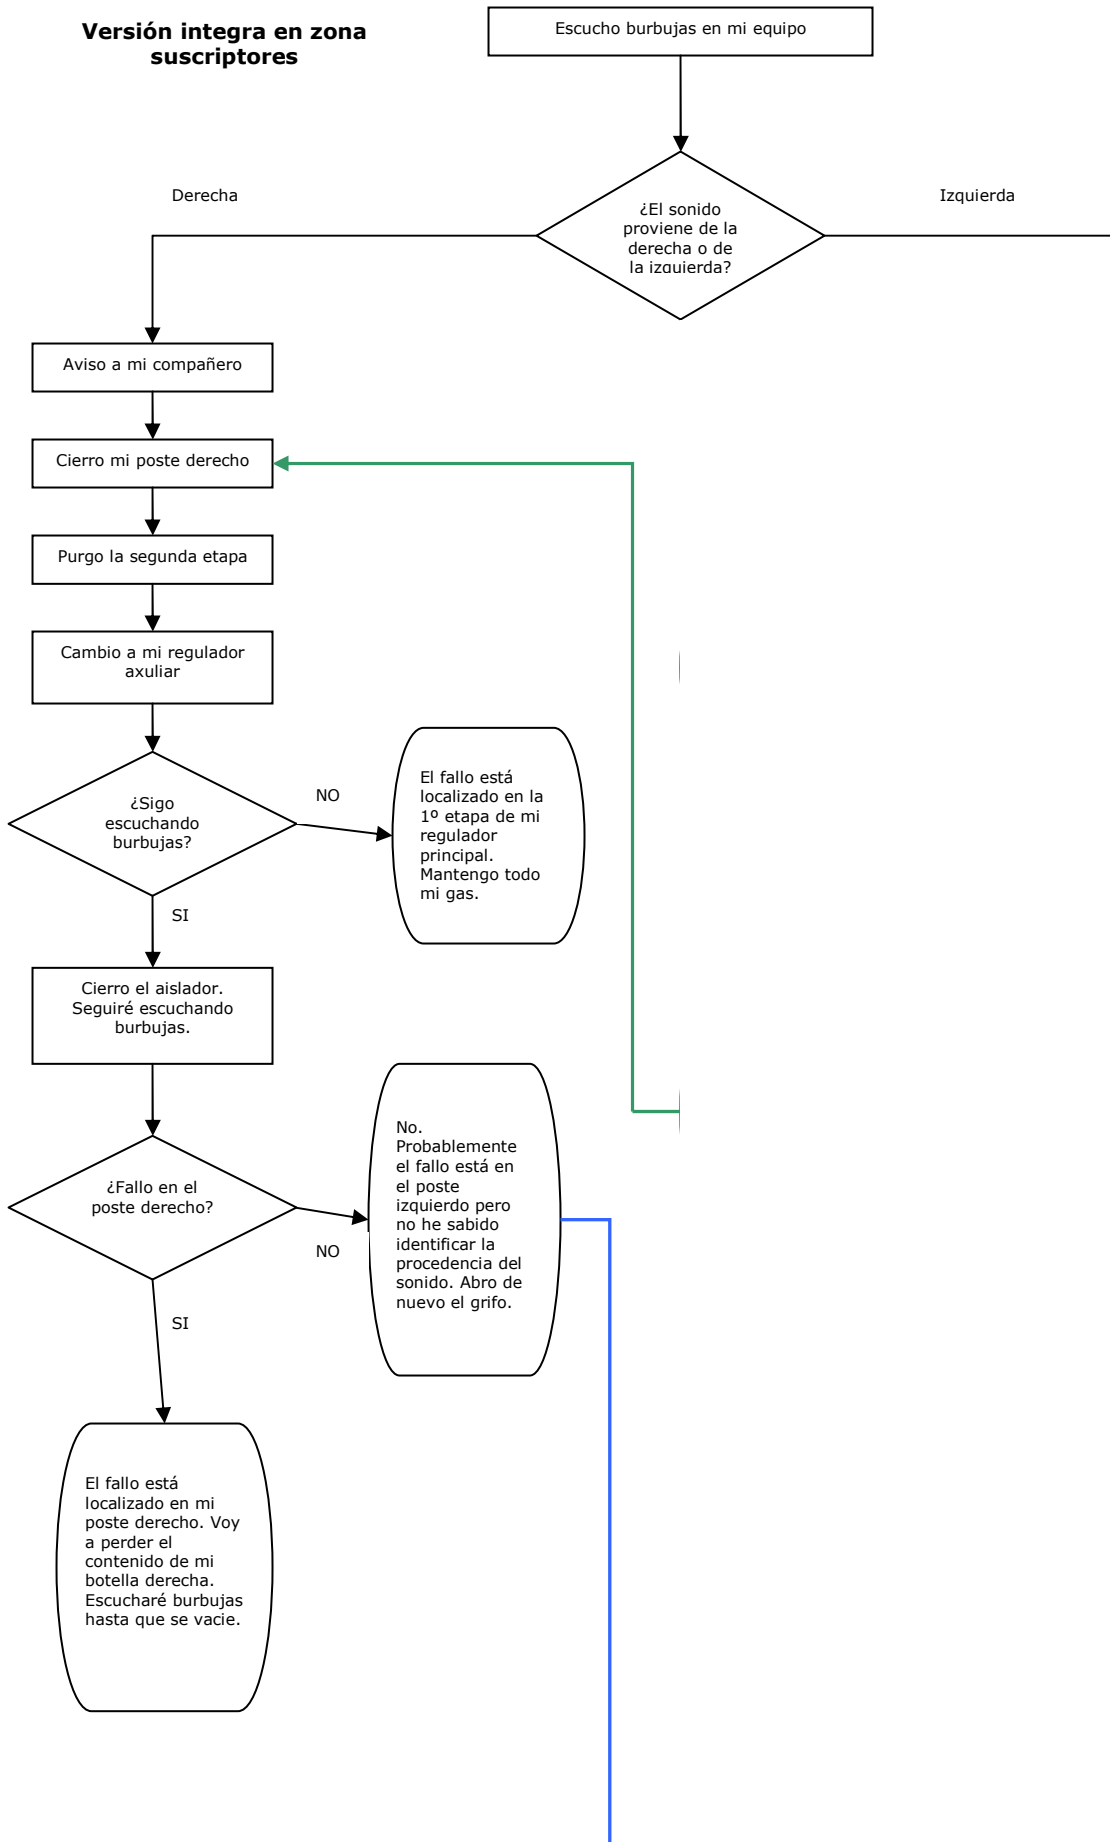 Versión integra en zona
suscriptores
Escucho burbujas en mi equipo
Derecha
Izquierda
¿El sonido
proviene de la
derecha o de
la izquierda?
Aviso a mi compañero
Cierro mi poste derecho
Purgo la segunda etapa
Cambio a mi regulador
axuliar
¿Sigo
escuchando
burbujas?
NO
El fallo está
localizado en la
1º etapa de mi
regulador
principal.
Mantengo todo
mi gas.
SI
Cierro el aislador.
Seguiré escuchando
burbujas.
¿Fallo en el
poste derecho?
NO
No.
Probablemente
el fallo está en
el poste
izquierdo pero
no he sabido
identificar la
procedencia del
sonido. Abro de
nuevo el grifo.
SI
El fallo está
localizado en mi
poste derecho. Voy
a perder el
contenido de mi
botella derecha.
Escucharé burbujas
hasta que se vacie.